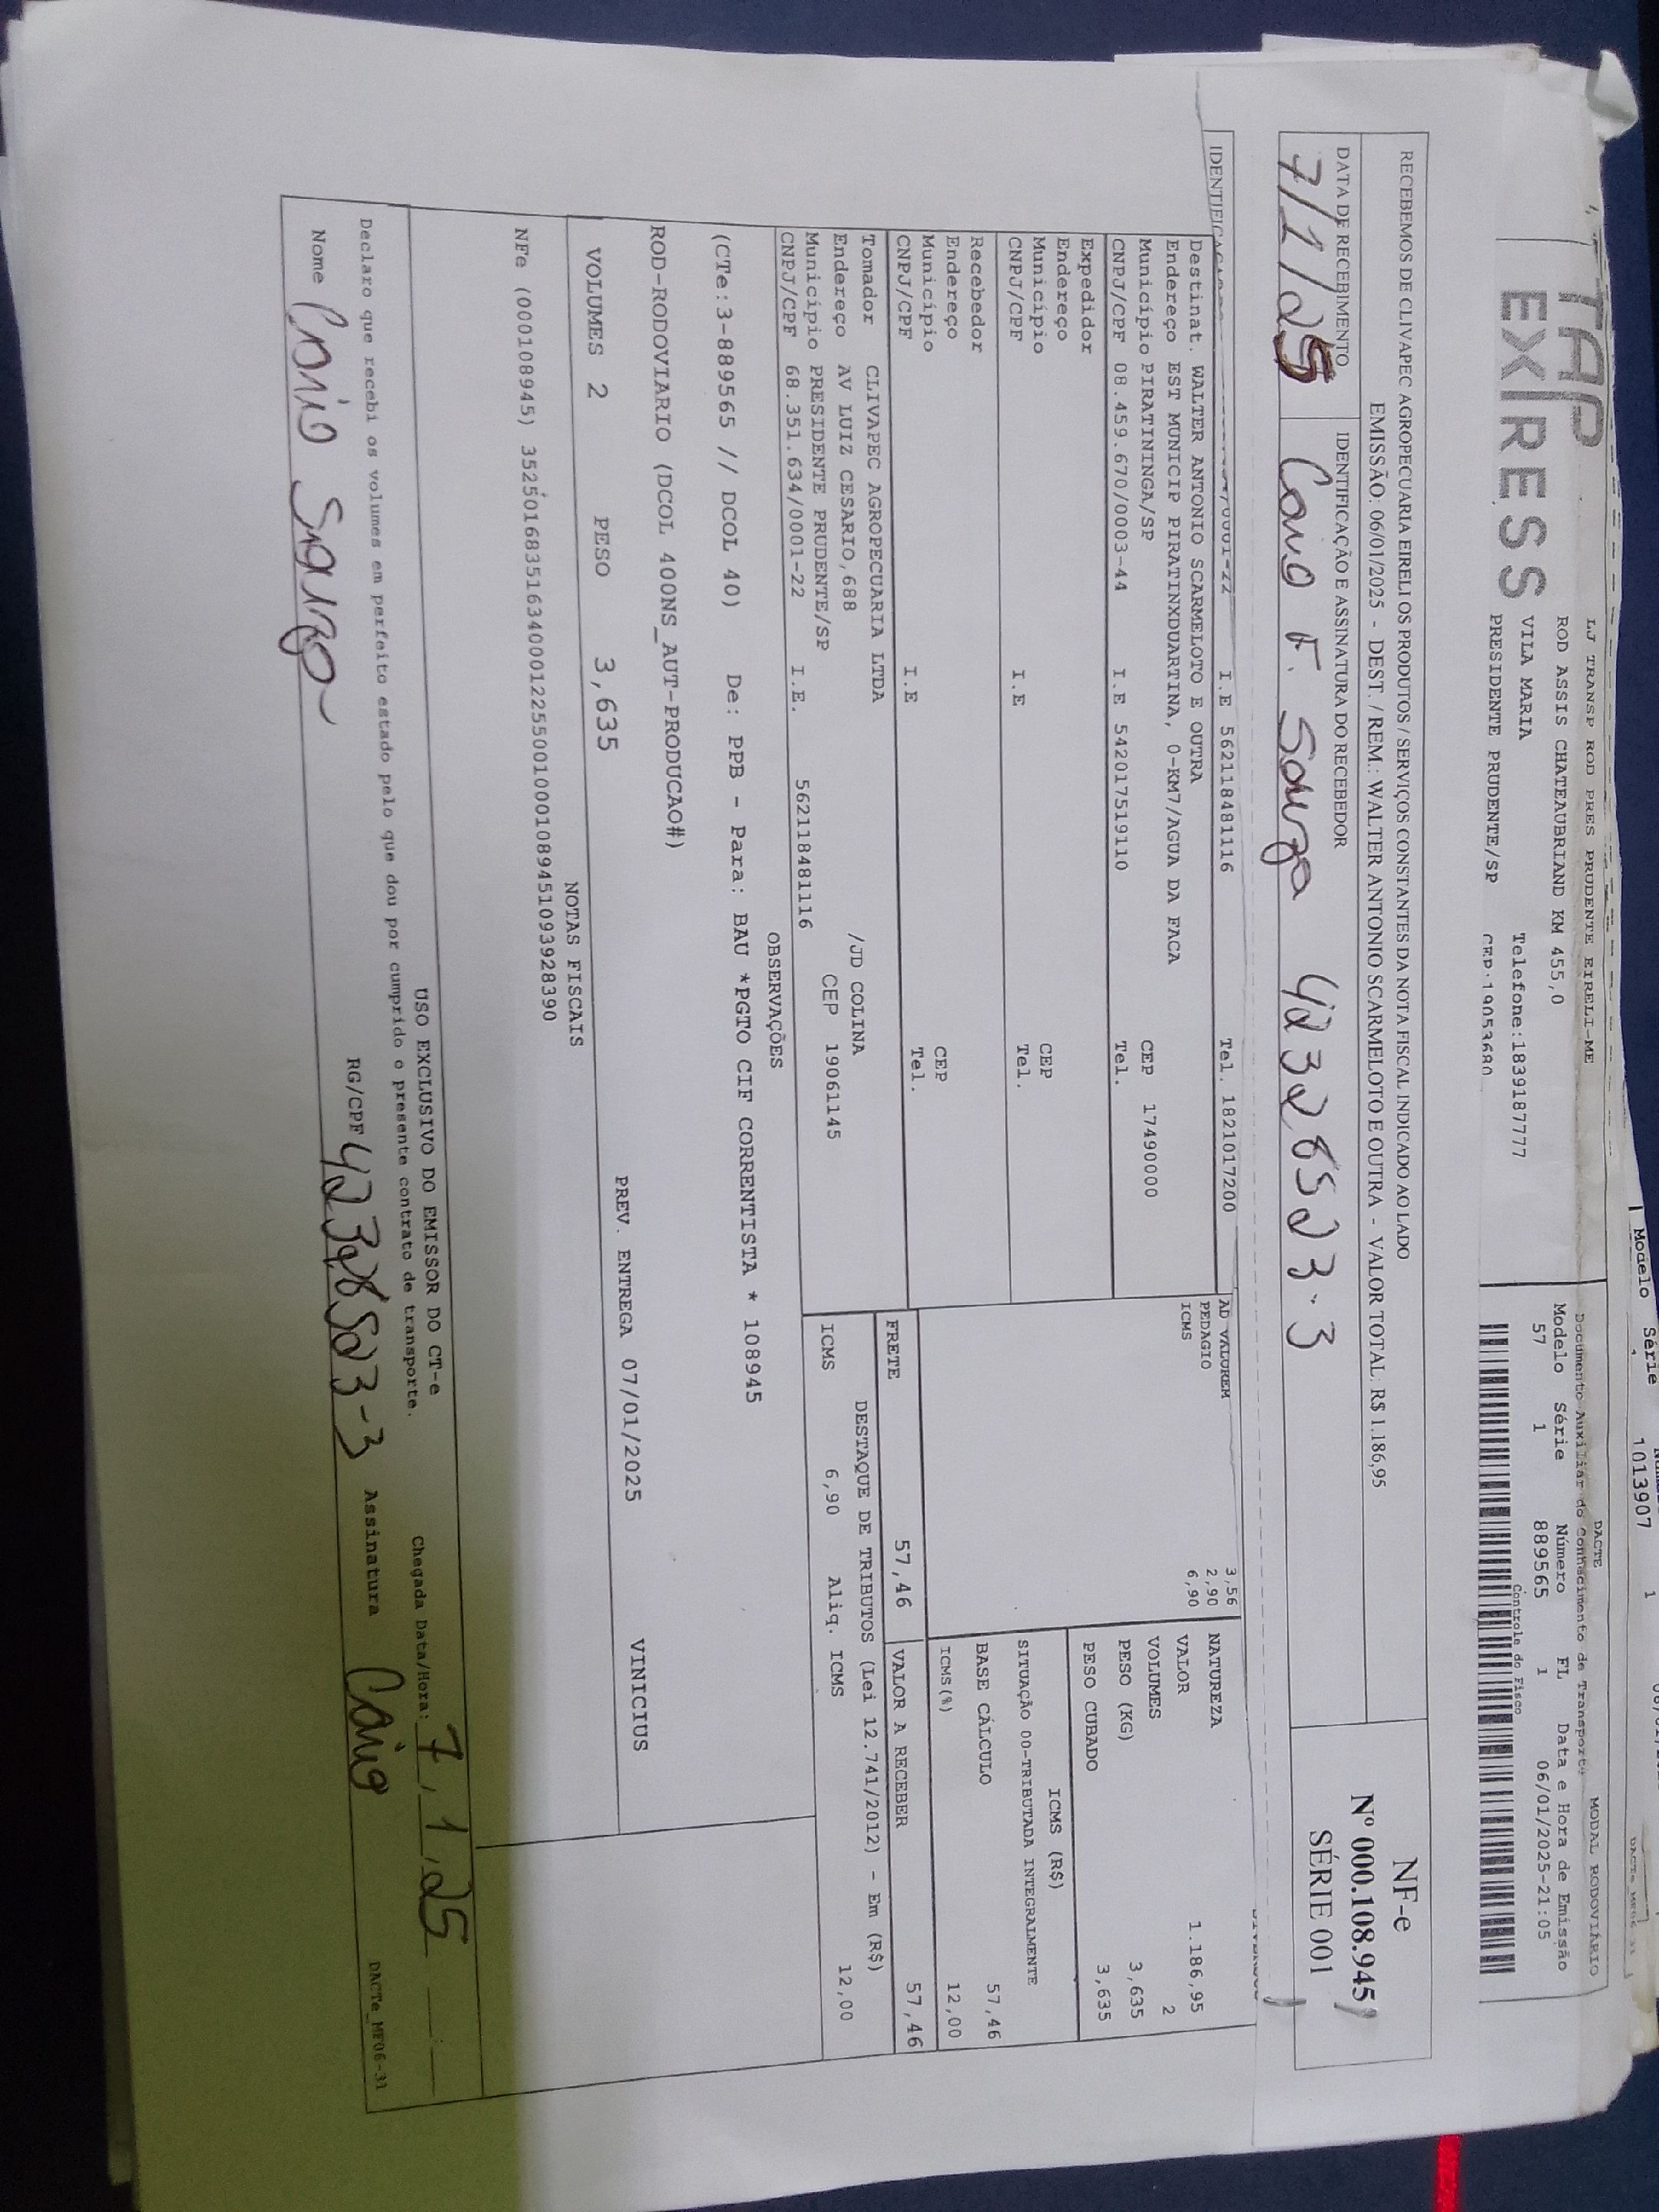 Modelo Série
1 1013907 1
TAP
EXPRESS
LJ TRANSP ROD PRES PRUDENTE EIRELI-ME
ROD ASSIS CHATEAUBRIAND KM 455,0
VILA MARIA Telefone:1839187777
PRESIDENTE PRUDENTE/SP CEP:19053680
DACTE MODAL RODOVIÁRIO
Documento Auxiliar do Conhecimento de Transporte
Modelo Série Número FL Data e Hora de Emissão
57 1 889565 1 06/01/2025-21:05
Controle do Fisco
RECEBEMOS DE CLIVAPEC AGROPECUARIA EIRELI OS PRODUTOS / SERVIÇOS CONSTANTES DA NOTA FISCAL INDICADO AO LADO
EMISSÃO: 06/01/2025 - DEST. / REM.: WALTER ANTONIO SCARMELOTO E OUTRA - VALOR TOTAL: R$ 1.186,95
DATA DE RECEBIMENTO IDENTIFICAÇÃO E ASSINATURA DO RECEBEDOR
7/1/25 Caio F. Souza 42326523-3
NF-e
Nº 000.108.945
SÉRIE 001
I.E 562118481116 Tel. 1821017200
Destinat. WALTER ANTONIO SCARMELOTO E OUTRA
Endereço EST MUNICIP PIRATINXDUARTINA, 0-KM7/AGUA DA FACA
Município PIRATININGA/SP CEP 17490000
CNPJ/CPF 08.459.670/0003-44 I.E 542017519110 Tel.
Expedidor
Endereço
Município CEP
CNPJ/CPF I.E Tel.
Recebedor
Endereço
Município CEP
CNPJ/CPF I.E Tel.
Tomador CLIVAPEC AGROPECUARIA LTDA
Endereço AV LUIZ CESARIO,688 /JD COLINA
Município PRESIDENTE PRUDENTE/SP CEP 19061145
CNPJ/CPF 68.351.634/0001-22 I.E. 562118481116
AD VALOREM 3,56
PEDAGIO 2,90
ICMS 6,90
NATUREZA
VALOR 1.186,95
VOLUMES 2
PESO (KG) 3,635
PESO CUBADO 3,635
ICMS (R$)
SITUAÇÃO 00-TRIBUTADA INTEGRALMENTE
BASE CÁLCULO 57,46
ICMS(%) 12,00
FRETE 57,46 VALOR A RECEBER 57,46
DESTAQUE DE TRIBUTOS (Lei 12.741/2012) - Em (R$)
ICMS 6,90 Aliq. ICMS 12,00
OBSERVAÇÕES
(CTe:3-889565 // DCOL 40) De: PPB - Para: BAU *PGTO CIF CORRENTISTA * 108945
ROD-RODOVIARIO (DCOL 400NS_AUT-PRODUCAO#)
VOLUMES 2 PESO 3,635 PREV. ENTREGA 07/01/2025 VINICIUS
NOTAS FISCAIS
NFe (000108945) 35250168351634000122550010001089451093928390
USO EXCLUSIVO DO EMISSOR DO CT-e
Declaro que recebi os volumes em perfeito estado pelo que dou por cumprido o presente contrato de transporte.
Chegada Data/Hora: 7/1/25
Nome Caio Souza RG/CPF 42326523-3 Assinatura Caio
DACTe_MF06-31